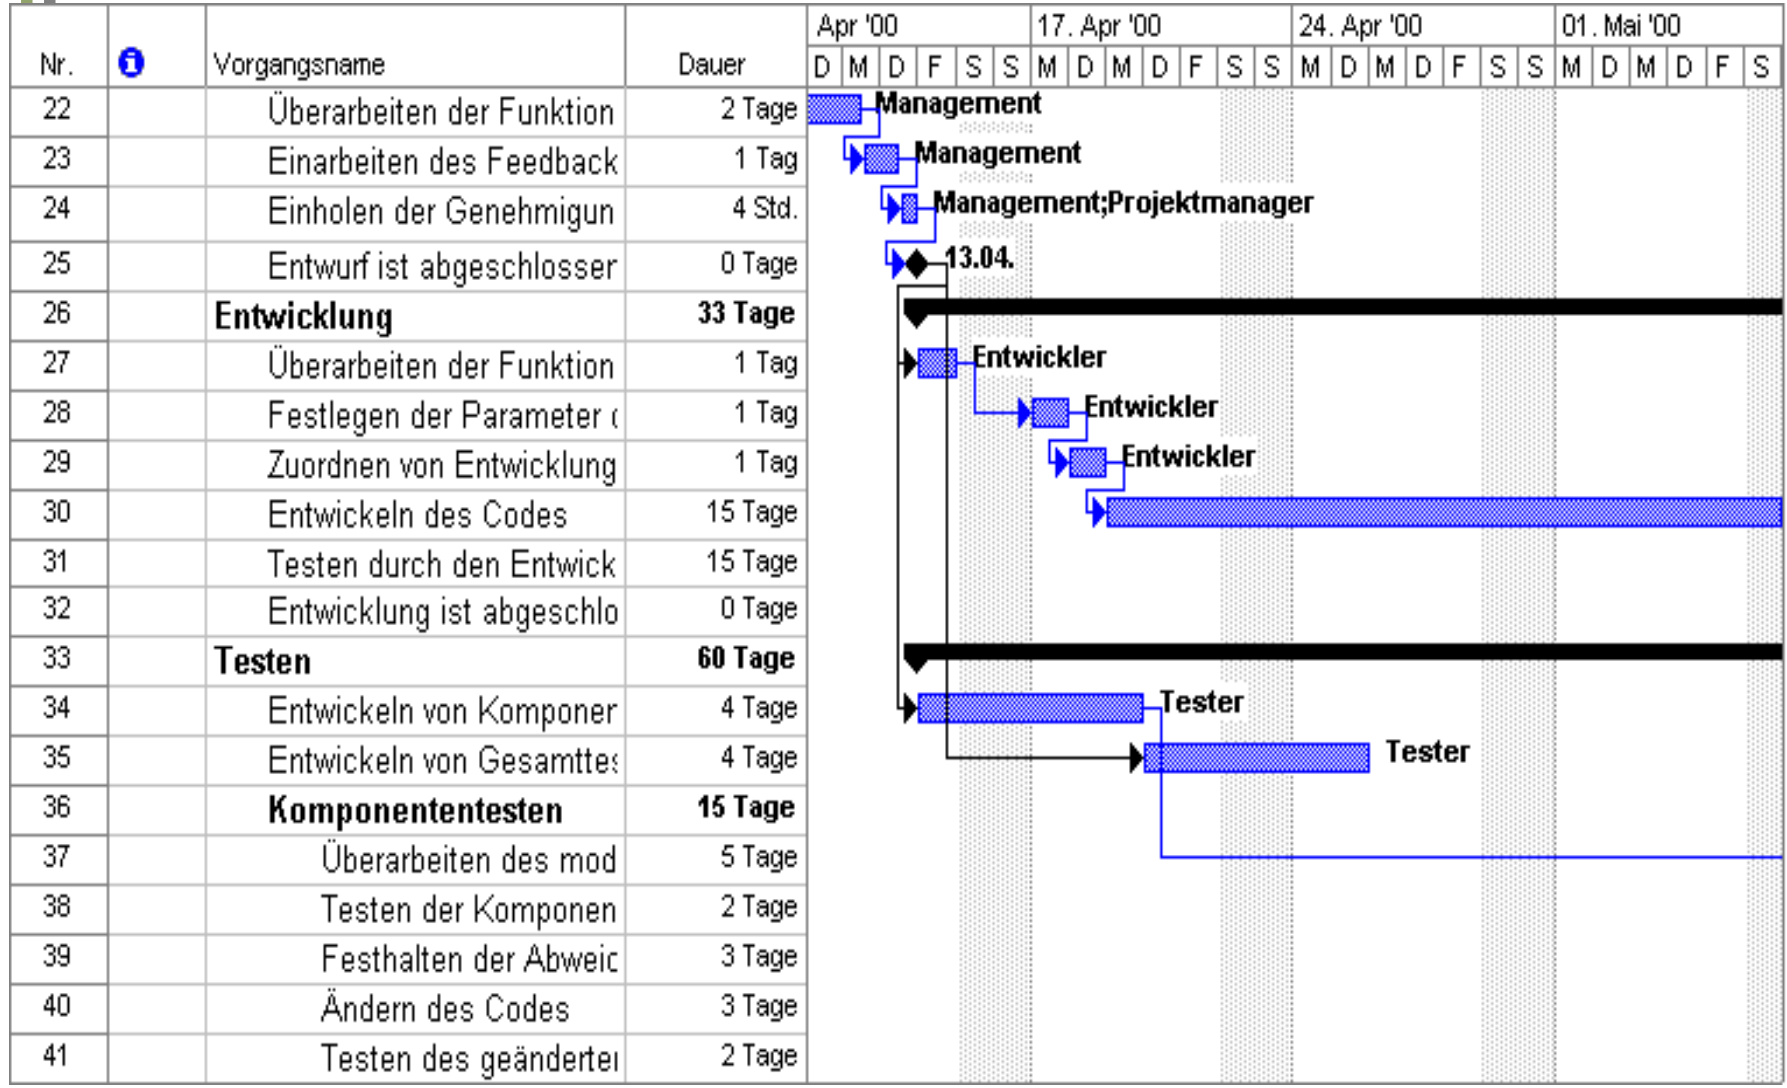 Apr '00 17. Apr '00 24. Apr '00 01. Mai '00
Nr. Vorgangsname Dauer D M D F S S M D M D F S S M D M D F S S M D M D F S
22 Überarbeiten der Funktion 2 Tage Management
23 Einarbeiten des Feedback 1 Tag Management
24 Einholen der Genehmigun 4 Std. Management;Projektmanager
25 Entwurf ist abgeschlosser 0 Tage 13.04.
26 Entwicklung 33 Tage
27 Überarbeiten der Funktion 1 Tag Entwickler
28 Festlegen der Parameter 1 Tag Entwickler
29 Zuordnen von Entwicklung 1 Tag Entwickler
30 Entwickeln des Codes 15 Tage
31 Testen durch den Entwick 15 Tage
32 Entwicklung ist abgeschlo 0 Tage
33 Testen 60 Tage
34 Entwickeln von Komponer 4 Tage Tester
35 Entwickeln von Gesamttes 4 Tage Tester
36 Komponententesten 15 Tage
37 Überarbeiten des mod 5 Tage
38 Testen der Komponen 2 Tage
39 Festhalten der Abweic 3 Tage
40 Ändern des Codes 3 Tage
41 Testen des geänderter 2 Tage